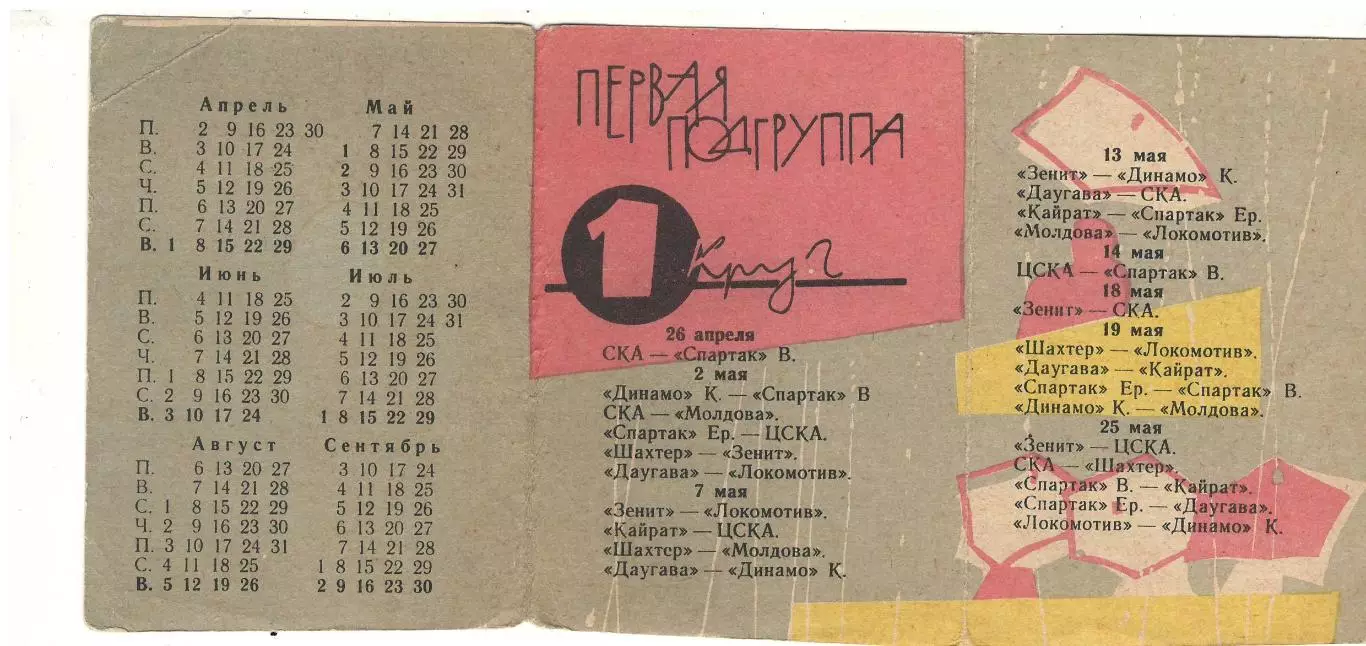 Апрель
П. 2 9 16 23 30
В. 3 10 17 24
С. 4 11 18 25
Ч. 5 12 19 26
П. 6 13 20 27
С. 7 14 21 28
В. 1 8 15 22 29
Май
7 14 21 28
1 8 15 22 29
2 9 16 23 30
3 10 17 24 31
4 11 18 25
5 12 19 26
6 13 20 27
Июнь
П. 4 11 18 25
В. 5 12 19 26
С. 6 13 20 27
Ч. 7 14 21 28
П. 1 8 15 22 29
С. 2 9 16 23 30
В. 3 10 17 24
Июль
2 9 16 23 30
3 10 17 24 31
4 11 18 25
5 12 19 26
6 13 20 27
7 14 21 28
1 8 15 22 29
Август
П. 6 13 20 27
В. 7 14 21 28
С. 1 8 15 22 29
Ч. 2 9 16 23 30
П. 3 10 17 24 31
С. 4 11 18 25
В. 5 12 19 26
Сентябрь
3 10 17 24
4 11 18 25
5 12 19 26
6 13 20 27
7 14 21 28
1 8 15 22 29
2 9 16 23 30
ПЕРВАЯ
ПОДГРУППА
1 круг
26 апреля
СКА — «Спартак» В.
2 мая
«Динамо» К. — «Спартак» В
СКА — «Молдова».
«Спартак» Ер. — ЦСКА.
«Шахтер» — «Зенит».
«Даугава» — «Локомотив».
7 мая
«Зенит» — «Локомотив».
«Кайрат» — ЦСКА.
«Шахтер» — «Молдова».
«Даугава» — «Динамо» К.
13 мая
«Зенит» — «Динамо» К.
«Даугава» — СКА.
«Кайрат» — «Спартак» Ер.
«Молдова» — «Локомотив».
14 мая
ЦСКА — «Спартак» В.
18 мая
«Зенит» — СКА.
19 мая
«Шахтер» — «Локомотив».
«Даугава» — «Кайрат».
«Спартак» Ер. — «Спартак» В.
«Динамо» К. — «Молдова».
25 мая
«Зенит» — ЦСКА.
СКА — «Шахтер».
«Спартак» В. — «Кайрат».
«Спартак» Ер. — «Даугава».
«Локомотив» — «Динамо» К.